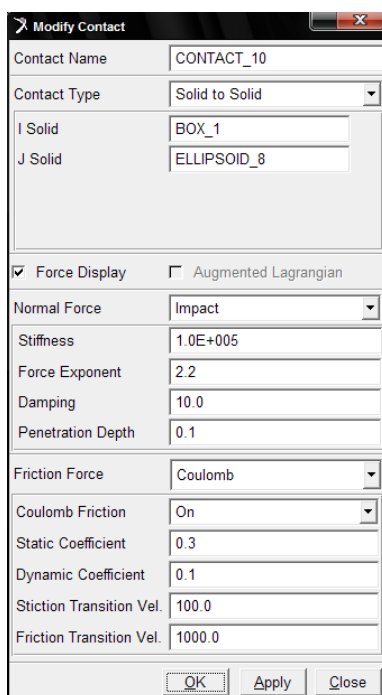 Modify Contact
Contact Name CONTACT_10
Contact Type Solid to Solid
I Solid BOX_1
J Solid ELLIPSOID_8
Force Display Augmented Lagrangian
Normal Force Impact
Stiffness 1.0E+005
Force Exponent 2.2
Damping 10.0
Penetration Depth 0.1
Friction Force Coulomb
Coulomb Friction On
Static Coefficient 0.3
Dynamic Coefficient 0.1
Stiction Transition Vel. 100.0
Friction Transition Vel. 1000.0
OK Apply Close